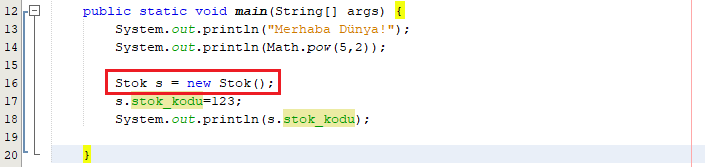 12 public static void main(String[] args) {
13 System.out.println("Merhaba Dünya!");
14 System.out.println(Math.pow(5,2));
15
16 Stok s = new Stok();
17 s.stok_kodu=123;
18 System.out.println(s.stok_kodu);
19
20 }